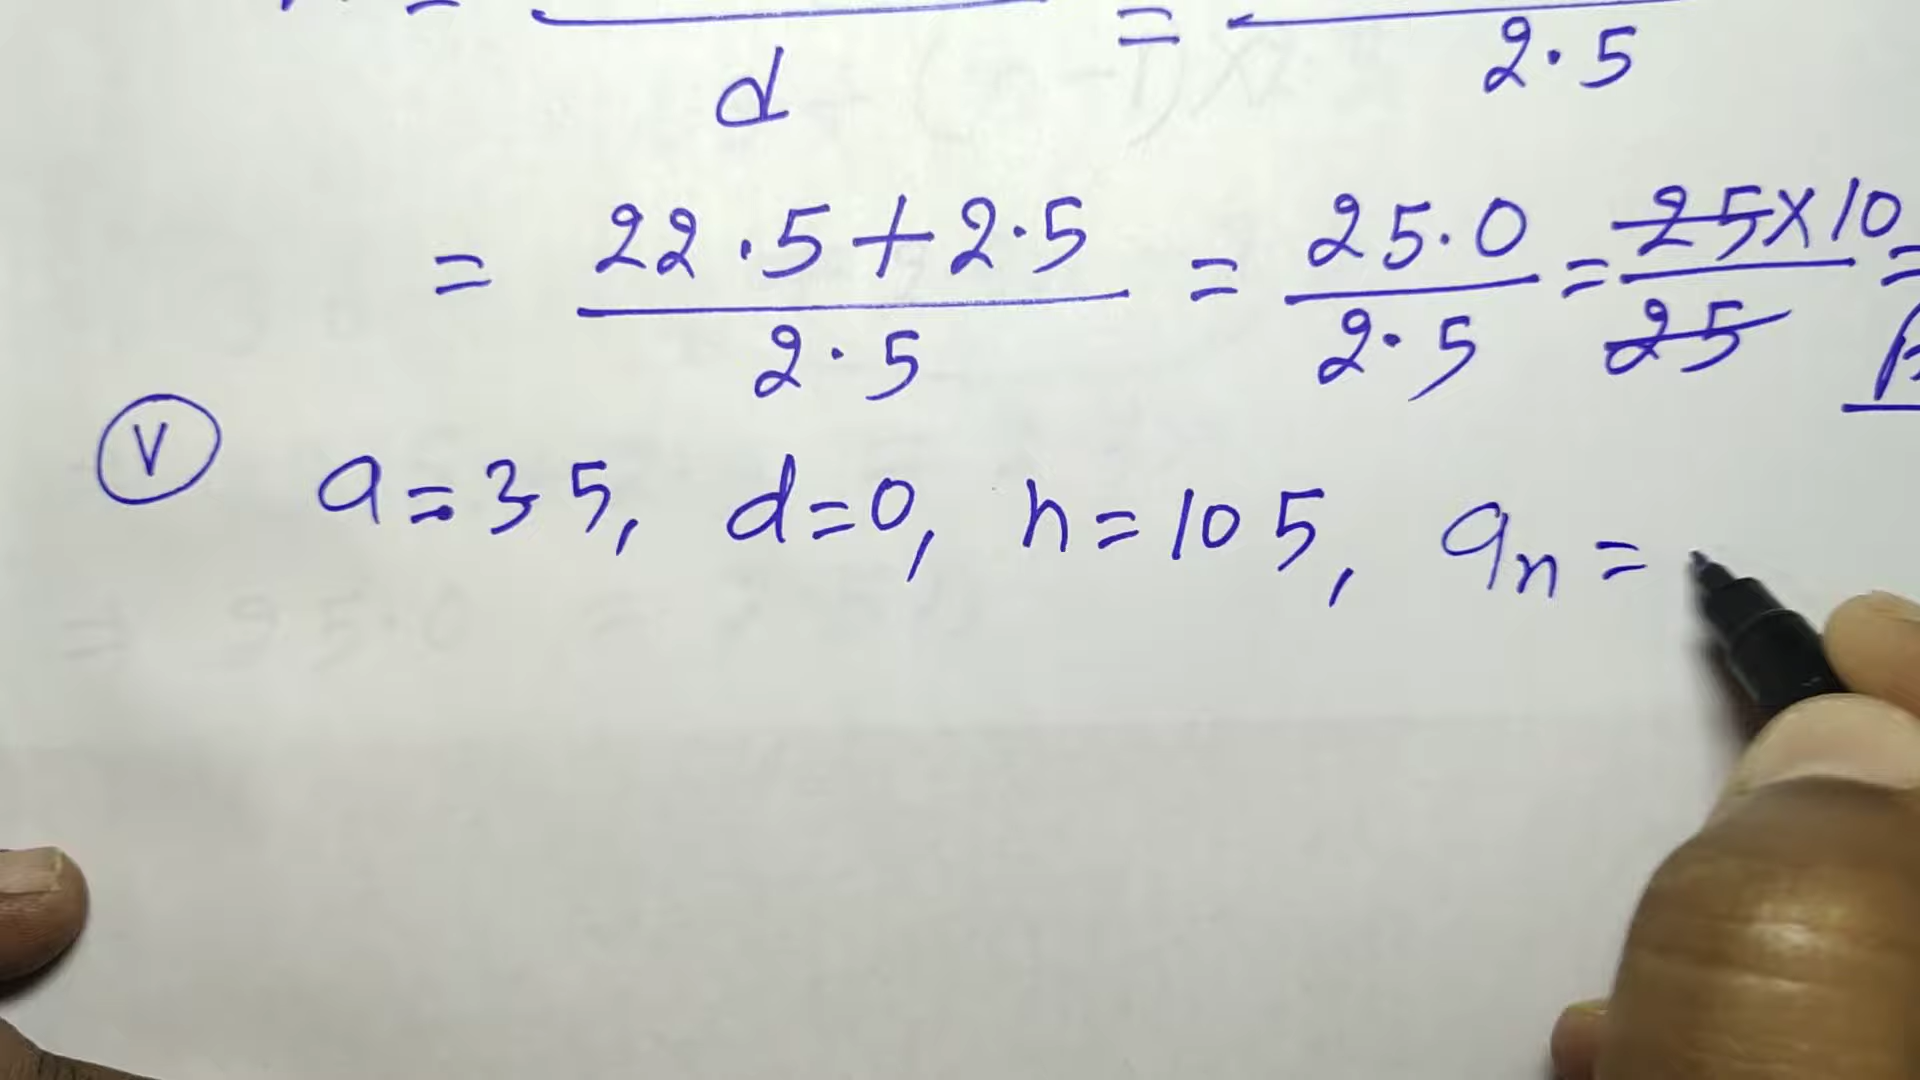 =
d = 2.5
= 22.5+2.5 / 2.5 = 25.0 / 2.5 = 25×10 / 25 =
(V) a=35, d=0, n=105, an =